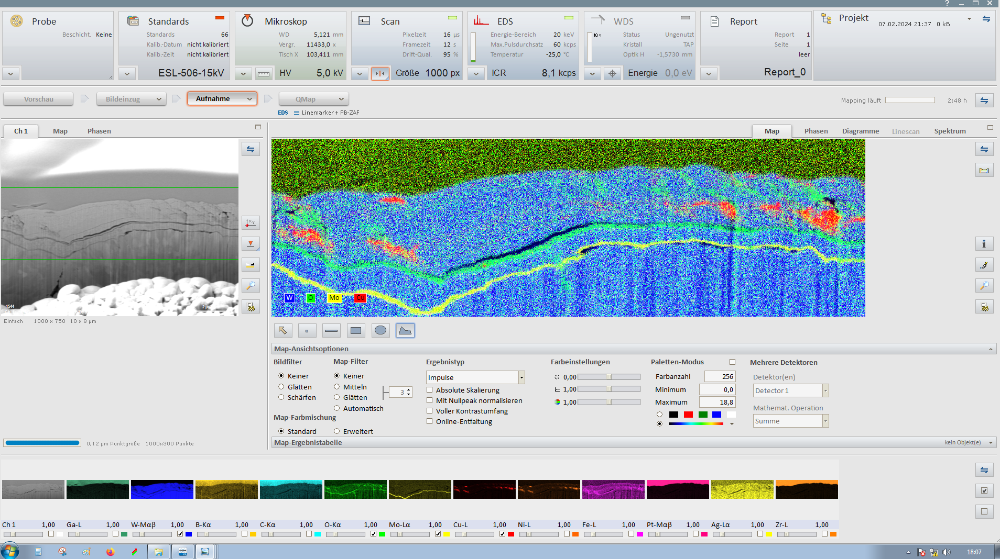 ?
Probe
Beschicht. Keine
Standards
Standards 66
Kalib.-Datum nicht kalibriert
Kalib.-Zeit nicht kalibriert
ESL-506-15kV
Mikroskop
WD 5,121 mm
Vergr. 11433,0 x
Tisch X 103,411 mm
HV 5,0 kV
Scan
Pixelzeit 16 µs
Framezeit 12 s
Drift-Qual. 95 %
Größe 1000 px
EDS
Energie-Bereich 20 keV
Max.Pulsdurchsatz 60 kcps
Temperatur -25,0 °C
ICR 8,1 kcps
WDS
10 k
Status Ungenutzt
Kristall TAP
Optik H -1,5730 mm
Energie 0,0 eV
Report
Report 1
Seite 1
leer
Report_0
Projekt 07.02.2024 21:37 0 kB
Vorschau Bildeinzug Aufnahme QMap
EDS Linemarker + PB-ZAF
Mapping läuft 2:48 h
Ch 1 Map Phasen
Map Phasen Diagramme Linescan Spektrum
1544
2 µ
Einfach 1000 x 750 10 x 8 µm
W O Mo Cu
Map-Ansichtsoptionen
Bildfilter
Keiner
Glätten
Schärfen
Map-Filter
Keiner
Mitteln
Glätten
Automatisch
3
Map-Farbmischung
Standard Erweitert
Ergebnistyp
Impulse
Absolute Skalierung
Mit Nullpeak normalisieren
Voller Kontrastumfang
Online-Entfaltung
Farbeinstellungen
0,00
1,00
1,00
Paletten-Modus
Farbanzahl 256
Minimum 0,0
Maximum 18,8
Mehrere Detektoren
Detektor(en)
Detector 1
Mathemat. Operation
Summe
0,12 µm Punktgröße 1000x300 Punkte
Map-Ergebnistabelle kein Objekt(e)
Ch 1 1,00 Ga-L 1,00 W-Mαβ 1,00 B-Kα 1,00 C-Kα 1,00 O-Kα 1,00 Mo-Lα 1,00 Cu-L 1,00 Ni-L 1,00 Fe-L 1,00 Pt-Mαβ 1,00 Ag-Lα 1,00 Zr-L 1,00
18:07